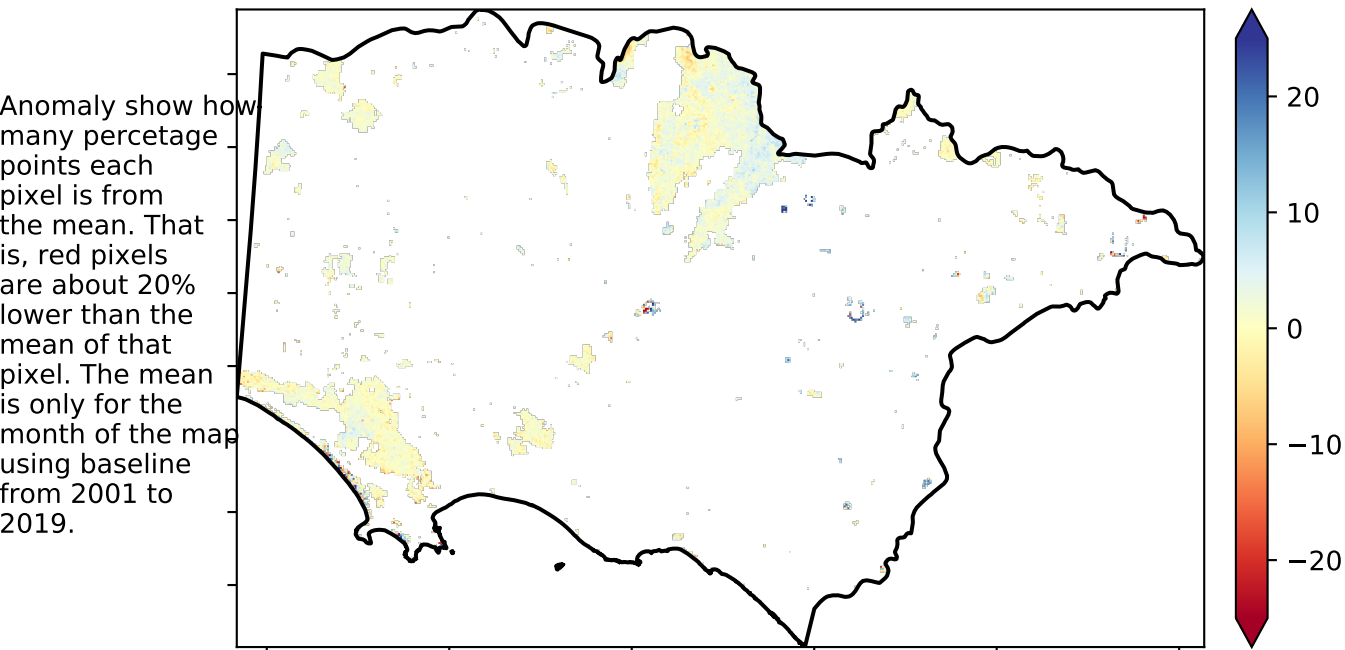 Anomaly show how
many percetage
points each
pixel is from
the mean. That
is, red pixels
are about 20%
lower than the
mean of that
pixel. The mean
is only for the
month of the map
using baseline
from 2001 to
2019.
20
10
0
−10
−20